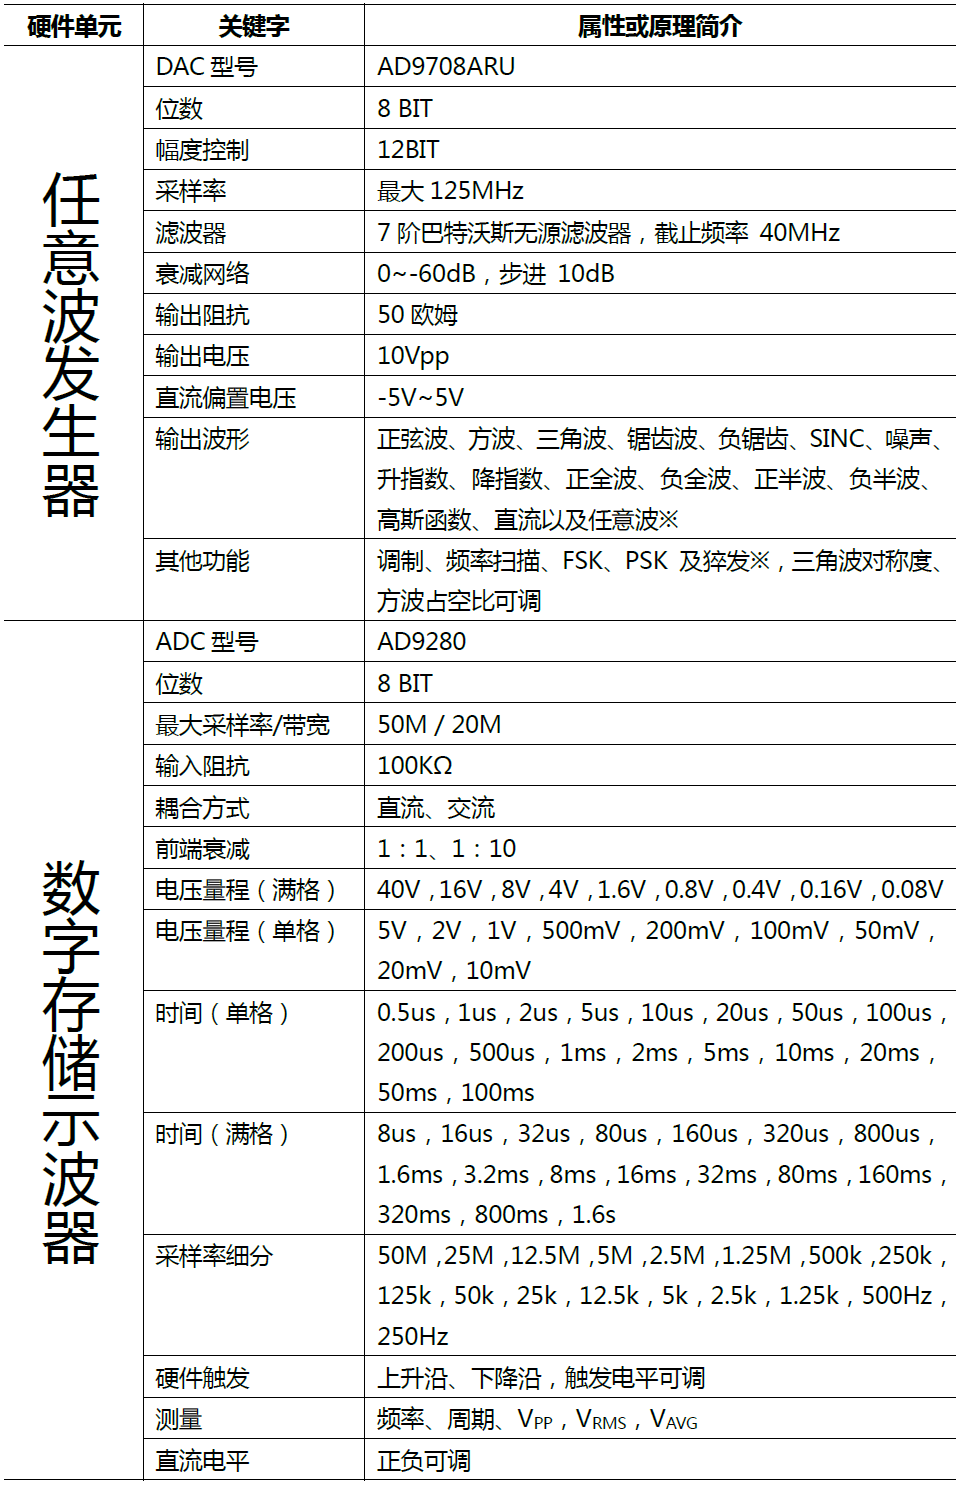 硬件单元 关键字 属性或原理简介
任意波发生器
DAC 型号 AD9708ARU
位数 8 BIT
幅度控制 12BIT
采样率 最大 125MHz
滤波器 7 阶巴特沃斯无源滤波器，截止频率 40MHz
衰减网络 0~-60dB，步进 10dB
输出阻抗 50 欧姆
输出电压 10Vpp
直流偏置电压 -5V~5V
输出波形 正弦波、方波、三角波、锯齿波、负锯齿、SINC、噪声、
升指数、降指数、正全波、负全波、正半波、负半波、
高斯函数、直流以及任意波※
其他功能 调制、频率扫描、FSK、PSK 及猝发※，三角波对称度、
方波占空比可调
数字存储示波器
ADC 型号 AD9280
位数 8 BIT
最大采样率/带宽 50M / 20M
输入阻抗 100KΩ
耦合方式 直流、交流
前端衰减 1：1、1：10
电压量程（满格） 40V，16V，8V，4V，1.6V，0.8V，0.4V，0.16V，0.08V
电压量程（单格） 5V，2V，1V，500mV，200mV，100mV，50mV，
20mV，10mV
时间（单格） 0.5us，1us，2us，5us，10us，20us，50us，100us，
200us，500us，1ms，2ms，5ms，10ms，20ms，
50ms，100ms
时间（满格） 8us，16us，32us，80us，160us，320us，800us，
1.6ms，3.2ms，8ms，16ms，32ms，80ms，160ms，
320ms，800ms，1.6s
采样率细分 50M，25M，12.5M，5M，2.5M，1.25M，500k，250k，
125k，50k，25k，12.5k，5k，2.5k，1.25k，500Hz，
250Hz
硬件触发 上升沿、下降沿，触发电平可调
测量 频率、周期、VPP，VRMS，VAVG
直流电平 正负可调